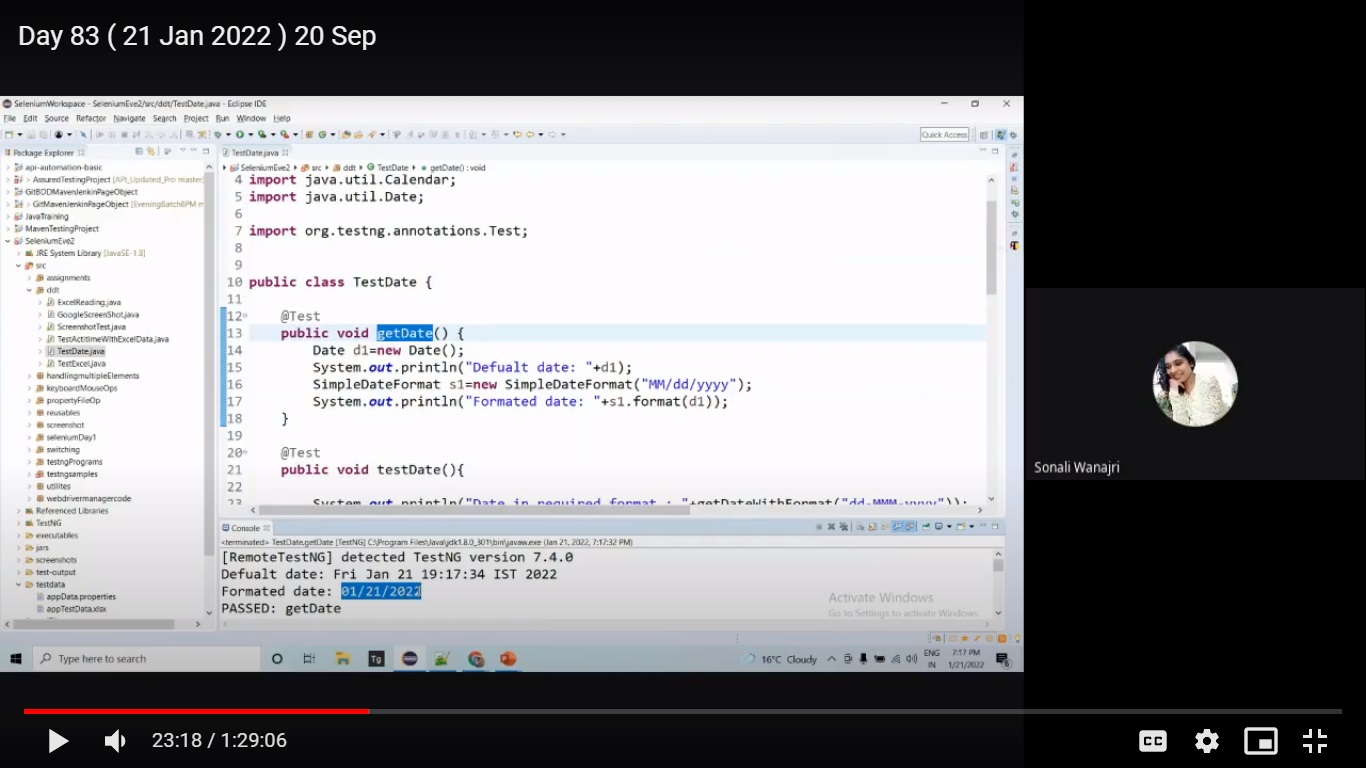 Day 83 ( 21 Jan 2022 ) 20 Sep
SeleniumWorkspace - SeleniumEve2/src/ddt/TestDate.java - Eclipse IDE
File Edit Source Refactor Navigate Search Project Run Window Help
Quick Access
Package Explorer
api-automation-basic
> AssuredTestingProject [API_Updated_Pro master]
GitBDDMavenJenkinPageObject
> GitMavenJenkinPageObject [EveningBatch8PM m
JavaTraining
MavenTestingProject
SeleniumEve2
JRE System Library [JavaSE-1.8]
src
assignments
ddt
ExcelReading.java
GoogleScreenShot.java
ScreenshotTest.java
TestActitimeWithExcelData.java
TestDate.java
TestExcel.java
handlingmultipleElements
keyboardMouseOps
propertyFileOp
reusables
screenshot
seleniumDay1
switching
testngPrograms
testngsamples
utilites
webdrivermanagercode
Referenced Libraries
TestNG
executables
jars
screenshots
test-output
testdata
appData.properties
appTestData.xlsx
TestDate.java
SeleniumEve2 src ddt TestDate getDate() : void
4 import java.util.Calendar;
5 import java.util.Date;
6
7 import org.testng.annotations.Test;
8
9
10 public class TestDate {
11
12 @Test
13 public void getDate() {
14 Date d1=new Date();
15 System.out.println("Defualt date: "+d1);
16 SimpleDateFormat s1=new SimpleDateFormat("MM/dd/yyyy");
17 System.out.println("Formated date: "+s1.format(d1));
18 }
19
20 @Test
21 public void testDate(){
22
23 System.out.println("Date in required format : "+getDateWithFormat("dd-MMM-yyyy"));
Console
<terminated> TestDate.getDate [TestNG] C:\Program Files\Java\jdk1.8.0_301\bin\javaw.exe (Jan 21, 2022, 7:17:32 PM)
[RemoteTestNG] detected TestNG version 7.4.0
Defualt date: Fri Jan 21 19:17:34 IST 2022
Formated date: 01/21/2022
PASSED: getDate
Activate Windows
Go to Settings to activate Windows.
Type here to search
Tg
16°C Cloudy
ENG
IN
7:17 PM
1/21/2022
6
Sonali Wanajri
23:18 / 1:29:06
CC